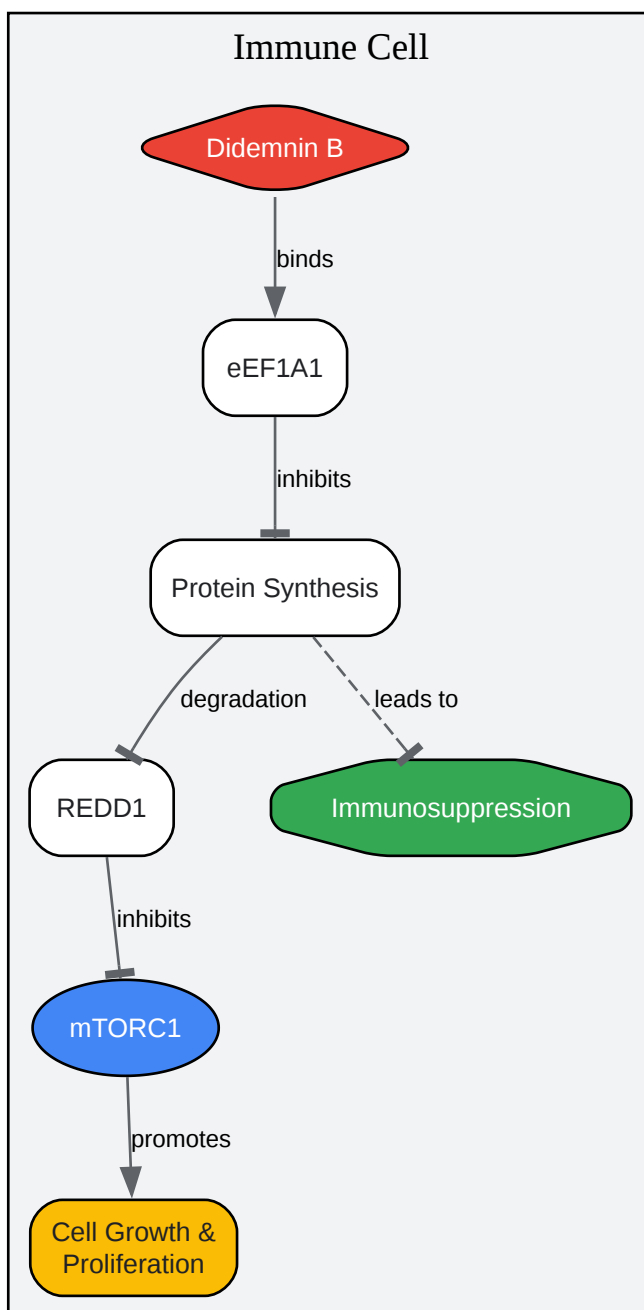 Immune Cell
Didemnin B
binds
eEF1A1
inhibits
Protein Synthesis
degradation
leads to
REDD1
Immunosuppression
inhibits
mTORC1
promotes
Cell Growth &
Proliferation